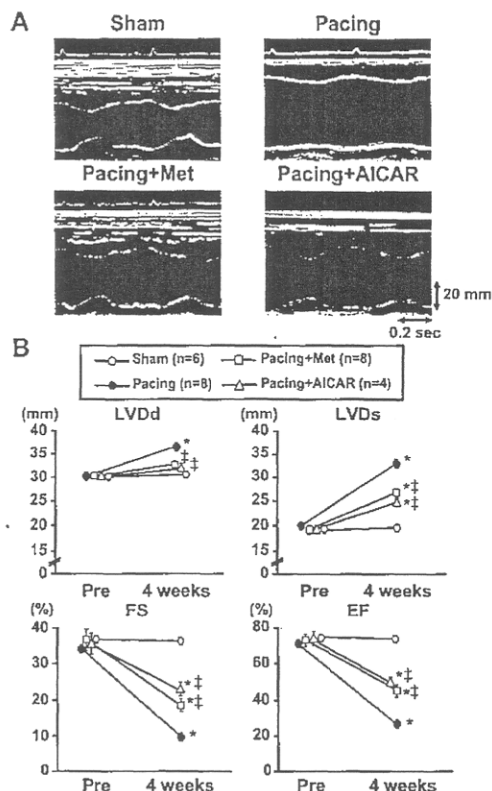 A
Sham Pacing
Pacing+Met Pacing+AICAR
20 mm
0.2 sec
B
Sham (n=6) Pacing+Met (n=8)
Pacing (n=8) Pacing+AICAR (n=4)
(mm) LVDd (mm) LVDs
40 40
35 * 35 *
‡
30 ‡ 30
*‡
25 25 *‡
20 20
15 15
0 0
Pre 4 weeks Pre 4 weeks
(%) FS (%) EF
40 80
30 60
*‡ *‡
20 *‡ 40 *‡
10 * 20 *
0 0
Pre 4 weeks Pre 4 weeks